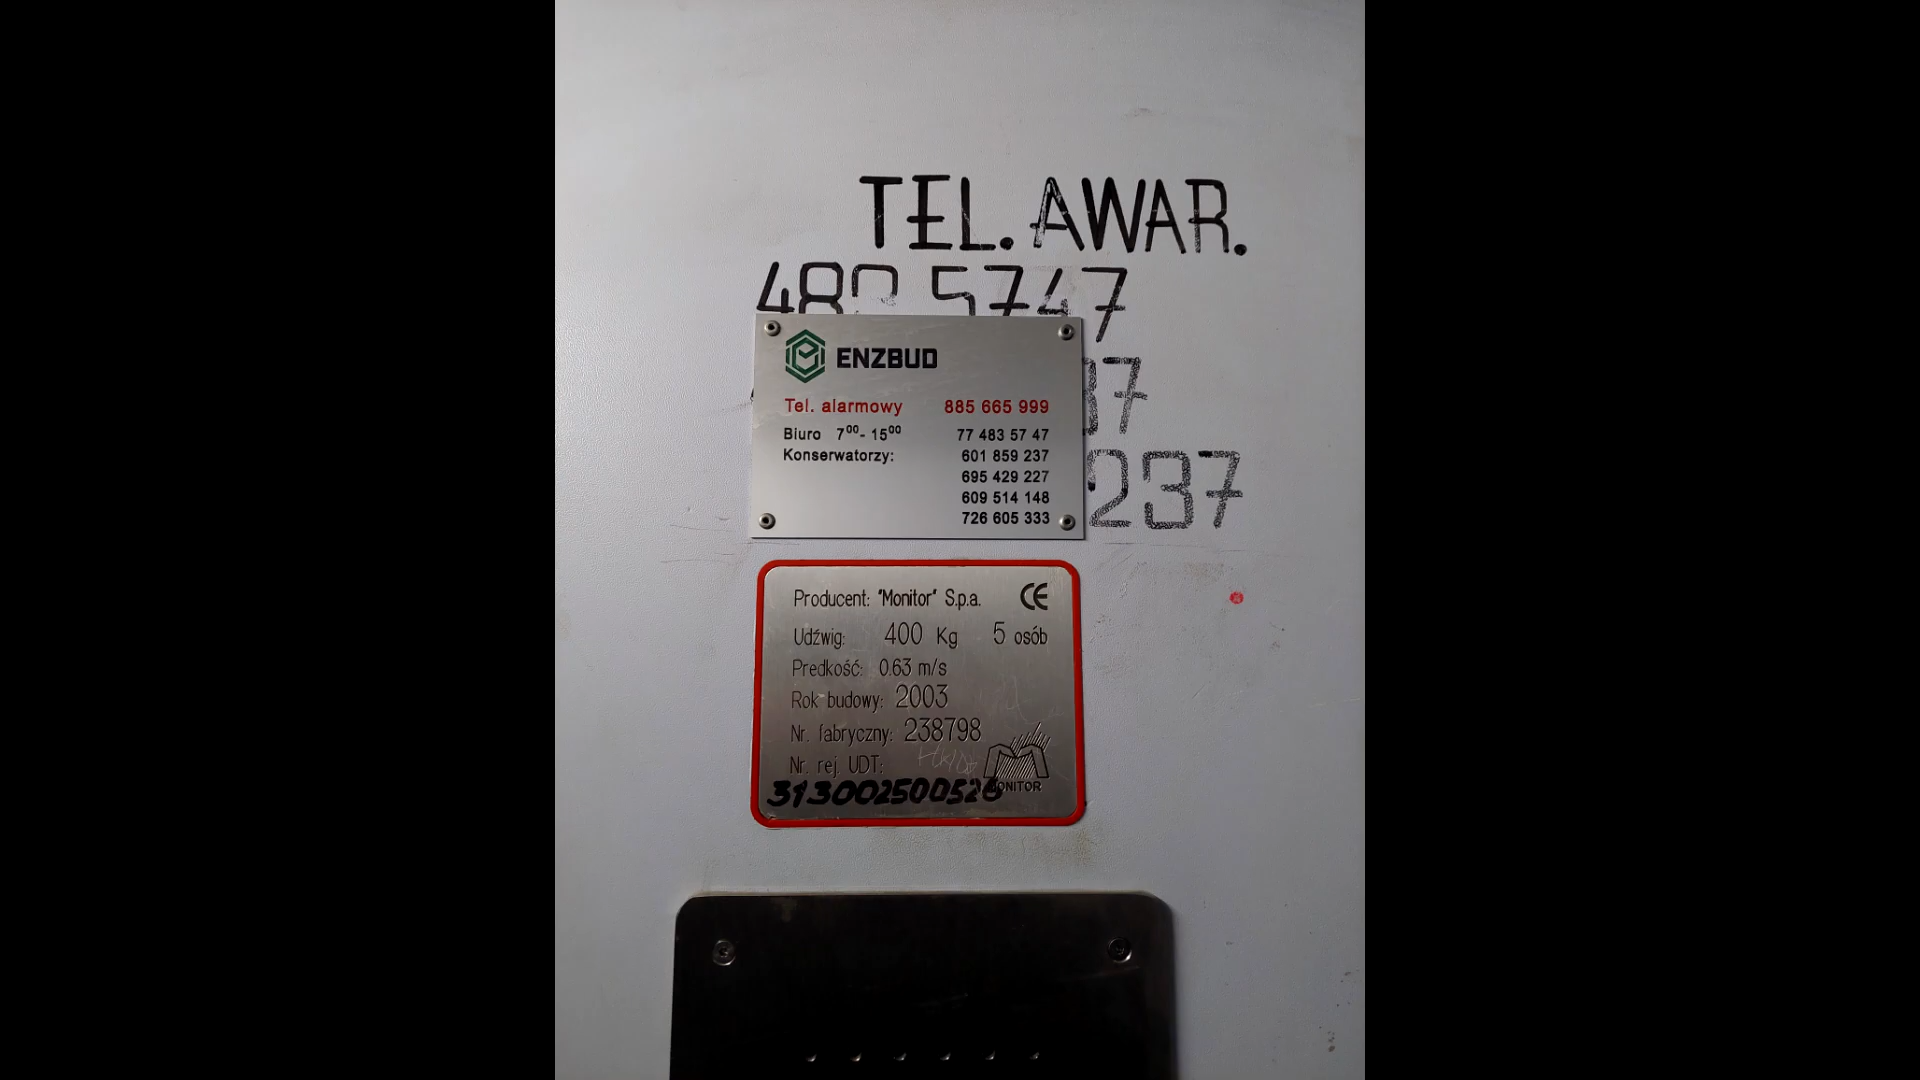 TEL. AWAR.
5747
37
237
ENZBUD
Tel. alarmowy 885 665 999
Biuro 7⁰⁰- 15⁰⁰ 77 483 57 47
Konserwatorzy: 601 859 237
695 429 227
609 514 148
726 605 333
Producent: "Monitor" S.p.a. CE
Udźwig: 400 Kg 5 osób
Predkość: 0.63 m/s
Rok budowy: 2003
Nr. fabryczny: 238798
Nr. rej. UDT:
313002500526
MONITOR